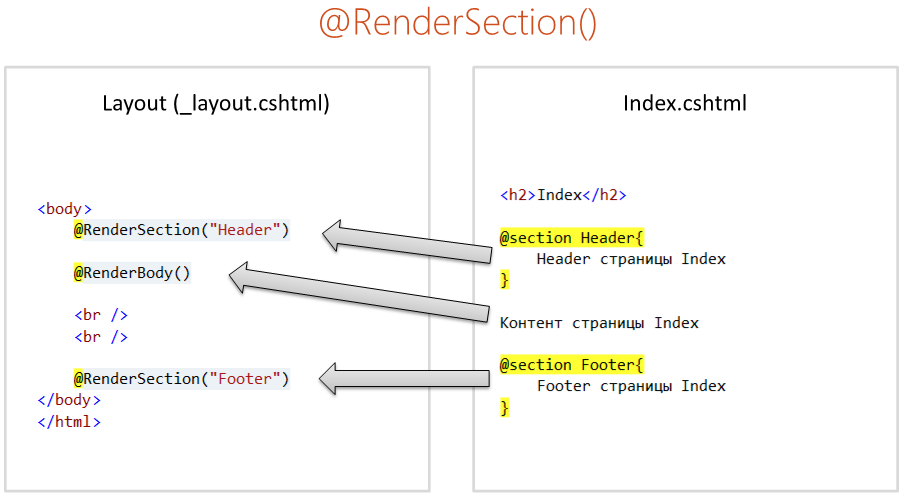 @RenderSection()
Layout (_layout.cshtml)
<body>
@RenderSection("Header")
@RenderBody()
<br />
<br />
@RenderSection("Footer")
</body>
</html>
Index.cshtml
<h2>Index</h2>
@section Header{
Header страницы Index
}
Контент страницы Index
@section Footer{
Footer страницы Index
}